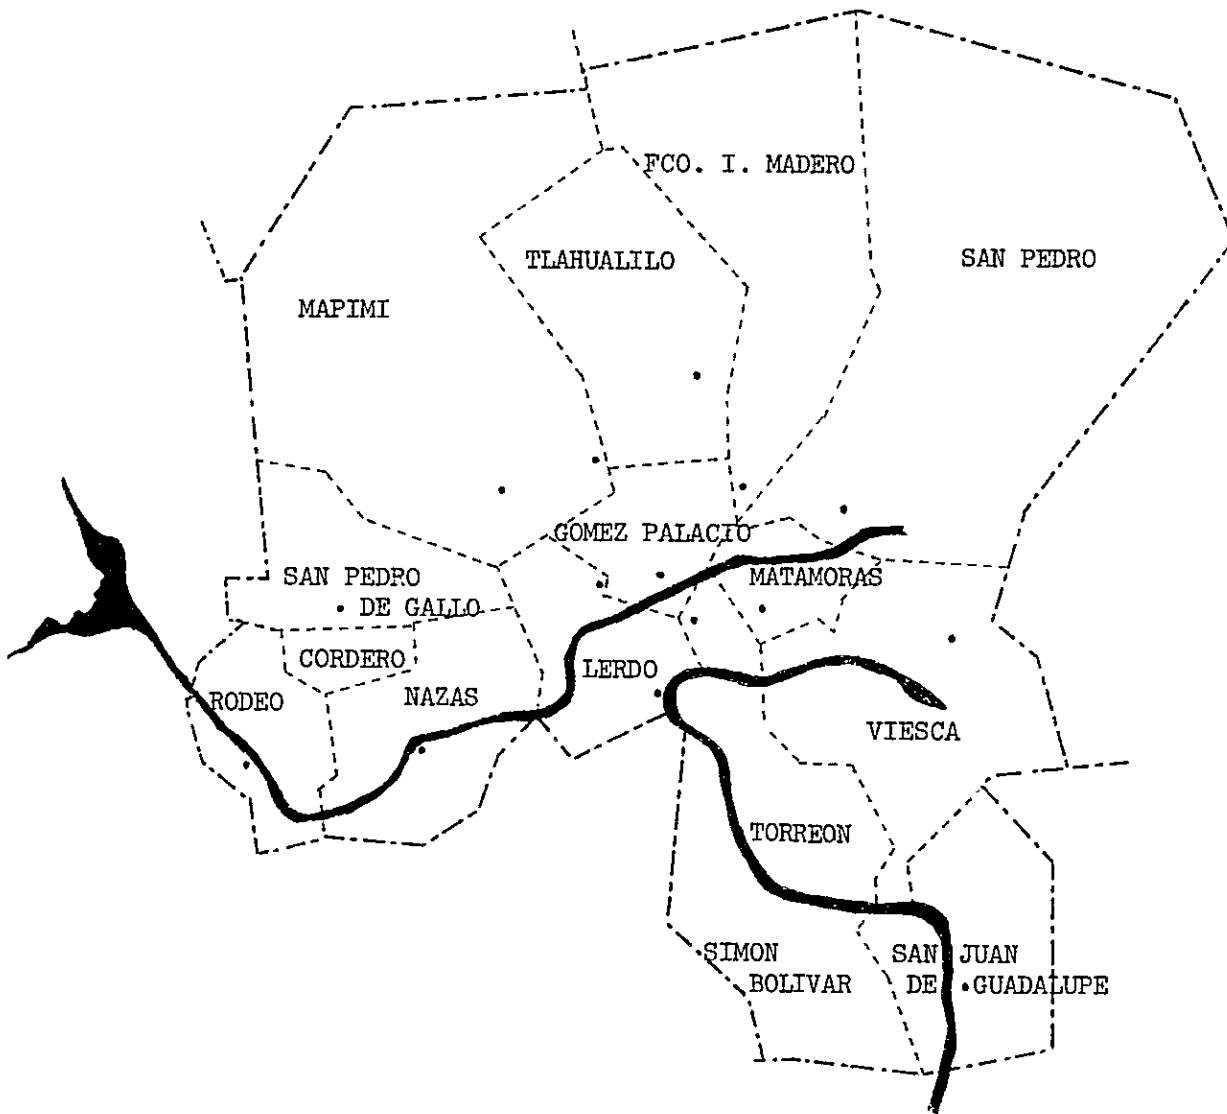 FCO. I. MADERO
TLAHUALILO
SAN PEDRO
MAPIMI
GOMEZ PALACIO
SAN PEDRO
DE GALLO
MATAMORAS
CORDERO
LERDO
RODEO
NAZAS
VIESCA
TORREON
SIMON
BOLIVAR
SAN JUAN
DE GUADALUPE